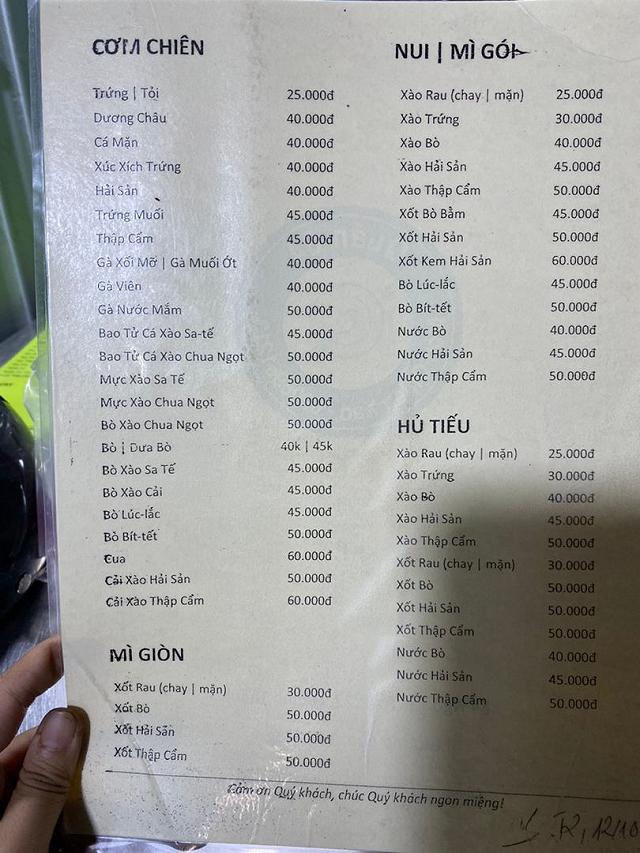 CƠM CHIÊN
Trứng | Tỏi 25.000đ
Dương Châu 40.000đ
Cá Mặn 40.000đ
Xúc Xích Trứng 40.000đ
Hải Sản 40.000đ
Trứng Muối 45.000đ
Thập Cẩm 45.000đ
Gà Xối Mỡ | Gà Muối Ớt 40.000đ
Gà Viên 40.000đ
Gà Nước Mắm 50.000đ
Bao Tử Cá Xào Sa-tế 45.000đ
Bao Tử Cá Xào Chua Ngọt 50.000đ
Mực Xào Sa Tế 50.000đ
Mực Xào Chua Ngọt 50.000đ
Bò Xào Chua Ngọt 50.000đ
Bò | Dưa Bò 40k | 45k
Bò Xào Sa Tế 45.000đ
Bò Xào Cải 45.000đ
Bò Lúc-lắc 45.000đ
Bò Bít-tết 50.000đ
Cua 60.000đ
Cải Xào Hải Sản 50.000đ
Cải Xào Thập Cẩm 60.000đ
MÌ GIÒN
Xốt Rau (chay | mặn) 30.000đ
Xốt Bò 50.000đ
Xốt Hải Sản 50.000đ
Xốt Thập Cẩm 50.000đ
NUI | MÌ GÓI
Xào Rau (chay | mặn) 25.000đ
Xào Trứng 30.000đ
Xào Bò 40.000đ
Xào Hải Sản 45.000đ
Xào Thập Cẩm 50.000đ
Xốt Bò Bằm 45.000đ
Xốt Hải Sản 50.000đ
Xốt Kem Hải Sản 60.000đ
Bò Lúc-lắc 45.000đ
Bò Bít-tết 50.000đ
Nước Bò 40.000đ
Nước Hải Sản 45.000đ
Nước Thập Cẩm 50.000đ
HỦ TIẾU
Xào Rau (chay | mặn) 25.000đ
Xào Trứng 30.000đ
Xào Bò 40.000đ
Xào Hải Sản 45.000đ
Xào Thập Cẩm 50.000đ
Xốt Rau (chay | mặn) 30.000đ
Xốt Bò 50.000đ
Xốt Hải Sản 50.000đ
Xốt Thập Cẩm 50.000đ
Nước Bò 40.000đ
Nước Hải Sản 45.000đ
Nước Thập Cẩm 50.000đ
Cảm ơn Quý khách, chúc Quý khách ngon miệng!